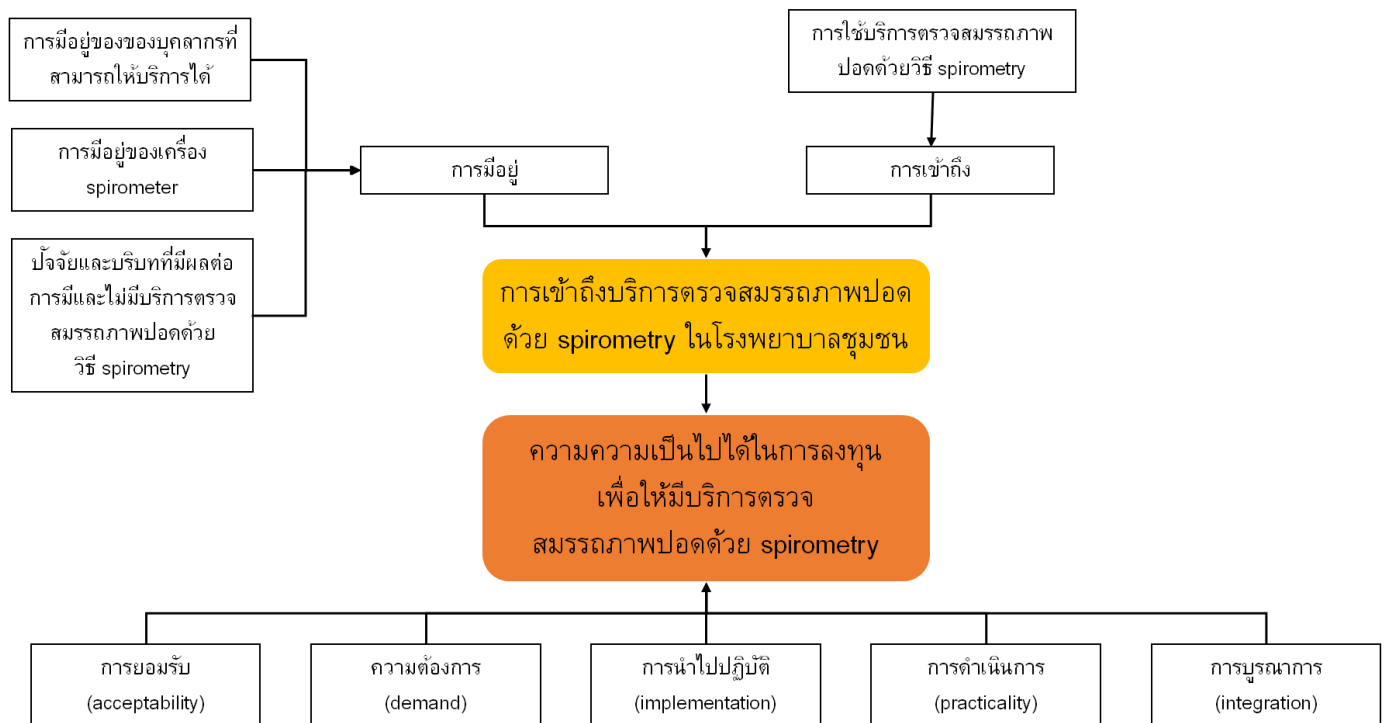 การมีอยู่ของของบุคลากรที่
สามารถให้บริการได้
การใช้บริการตรวจสมรรถภาพ
ปอดด้วยวิธี spirometry
การมีอยู่ของเครื่อง
spirometer
การมีอยู่
การเข้าถึง
ปัจจัยและบริบทที่มีผลต่อ
การมีและไม่มีบริการตรวจ
สมรรถภาพปอดด้วย
วิธี spirometry
การเข้าถึงบริการตรวจสมรรถภาพปอด
ด้วย spirometry ในโรงพยาบาลชุมชน
ความความเป็นไปได้ในการลงทุน
เพื่อให้มีบริการตรวจ
สมรรถภาพปอดด้วย spirometry
การยอมรับ
(acceptability)
ความต้องการ
(demand)
การนำไปปฏิบัติ
(implementation)
การดำเนินการ
(practicality)
การบูรณาการ
(integration)